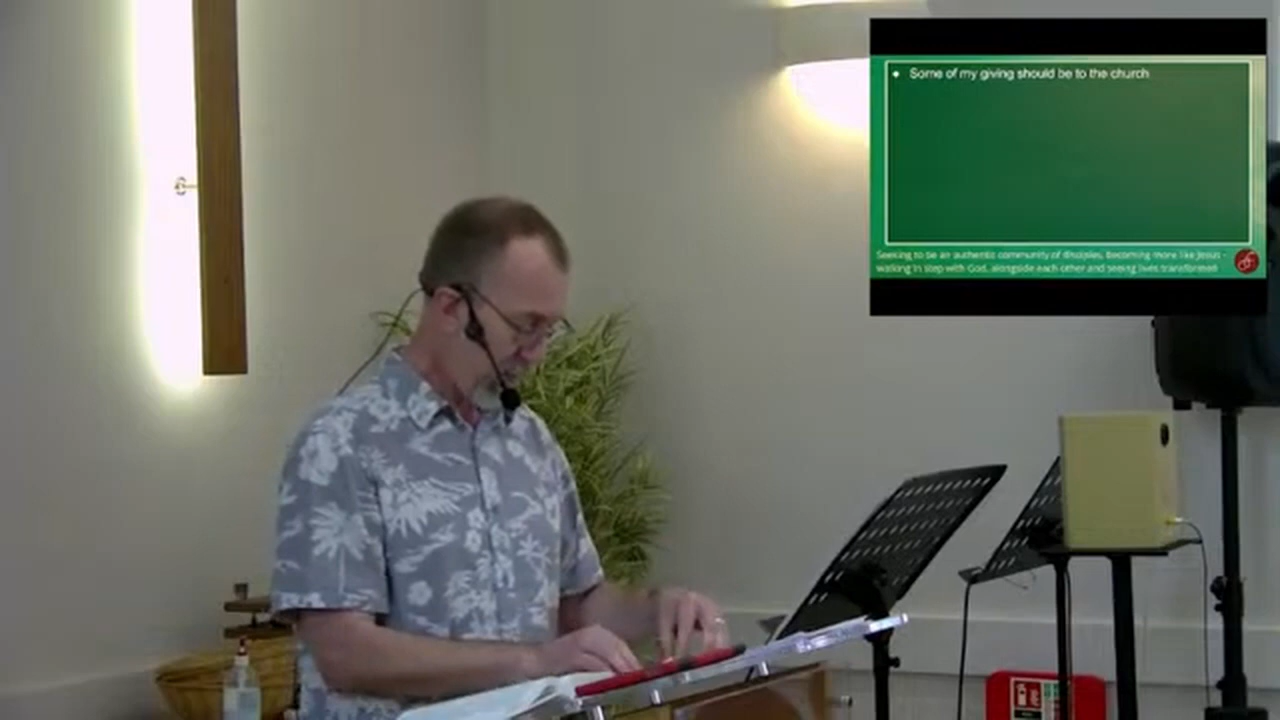 Some of my giving should be to the church
Seeking to be an authentic community of disciples, Becoming more like Jesus -
walking in step with God, alongside each other and seeing lives transformed